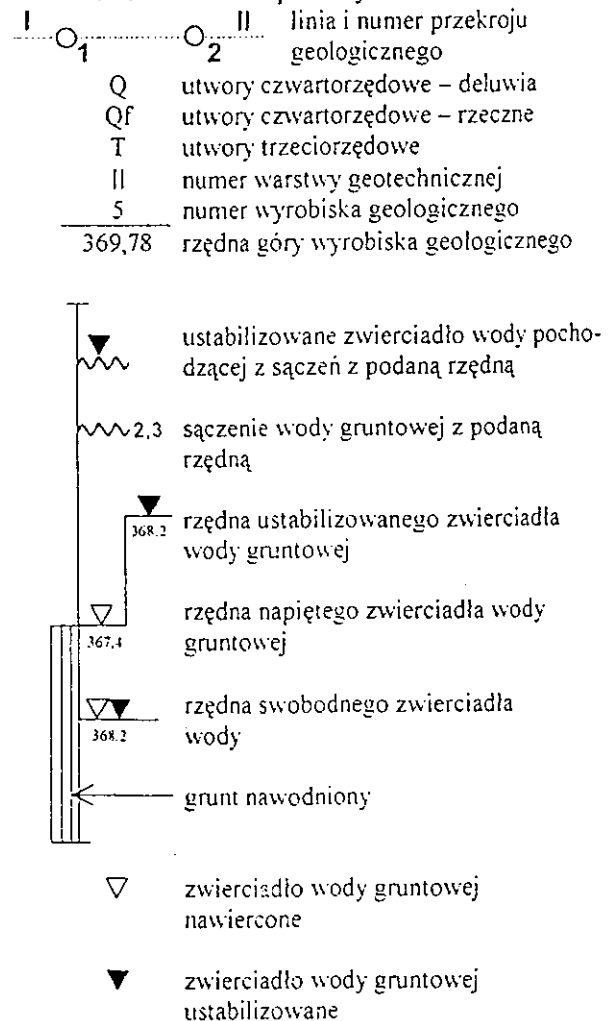 I II linia i numer przekroju
1 2 geologicznego
Q utwory czwartorzędowe – deluwia
Qf utwory czwartorzędowe – rzeczne
T utwory trzeciorzędowe
II numer warstwy geotechnicznej
5 numer wyrobiska geologicznego
369,78 rzędna góry wyrobiska geologicznego
ustabilizowane zwierciadło wody pocho-
dzącej z sączeń z podaną rzędną
2,3 sączenie wody gruntowej z podaną
rzędną
368.2 rzędna ustabilizowanego zwierciadła
wody gruntowej
rzędna napiętego zwierciadła wody
367,4 gruntowej
rzędna swobodnego zwierciadła
368.2 wody
grunt nawodniony
zwierciadło wody gruntowej
nawiercone
zwierciadło wody gruntowej
ustabilizowane